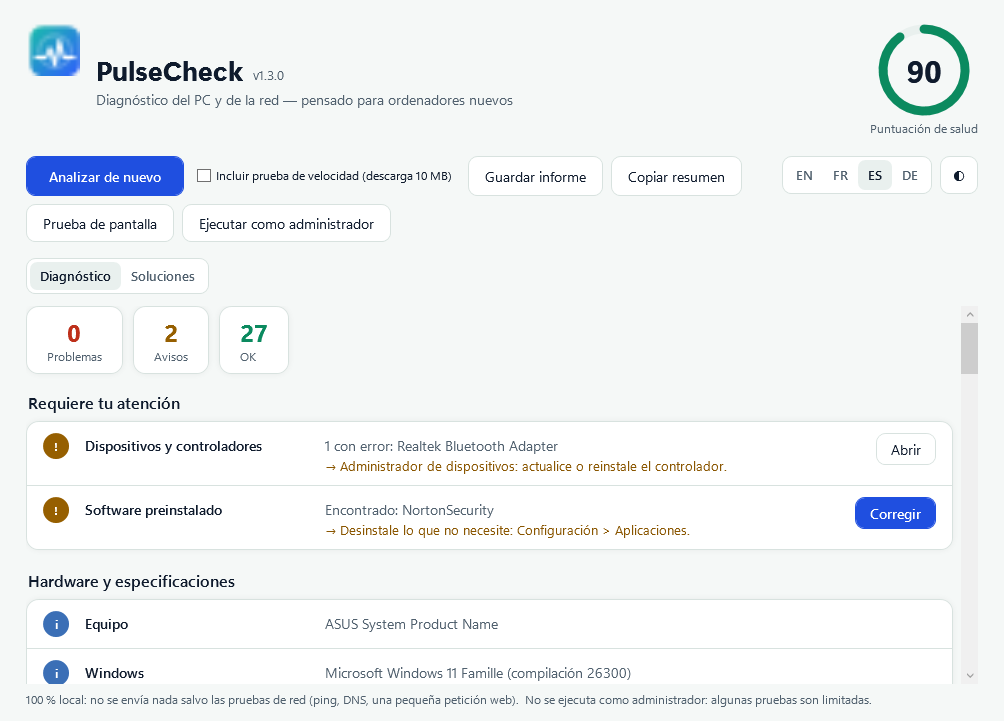 PulseCheck v1.3.0
Diagnóstico del PC y de la red — pensado para ordenadores nuevos
90
Puntuación de salud
Analizar de nuevo
Incluir prueba de velocidad (descarga 10 MB)
Guardar informe
Copiar resumen
EN FR ES DE
Prueba de pantalla
Ejecutar como administrador
Diagnóstico
Soluciones
0
Problemas
2
Avisos
27
OK
Requiere tu atención
! Dispositivos y controladores
1 con error: Realtek Bluetooth Adapter
→ Administrador de dispositivos: actualice o reinstale el controlador.
Abrir
! Software preinstalado
Encontrado: NortonSecurity
→ Desinstale lo que no necesite: Configuración > Aplicaciones.
Corregir
Hardware y especificaciones
i Equipo
ASUS System Product Name
i Windows
Microsoft Windows 11 Famille (compilación 26300)
100 % local: no se envía nada salvo las pruebas de red (ping, DNS, una pequeña petición web). No se ejecuta como administrador: algunas pruebas son limitadas.